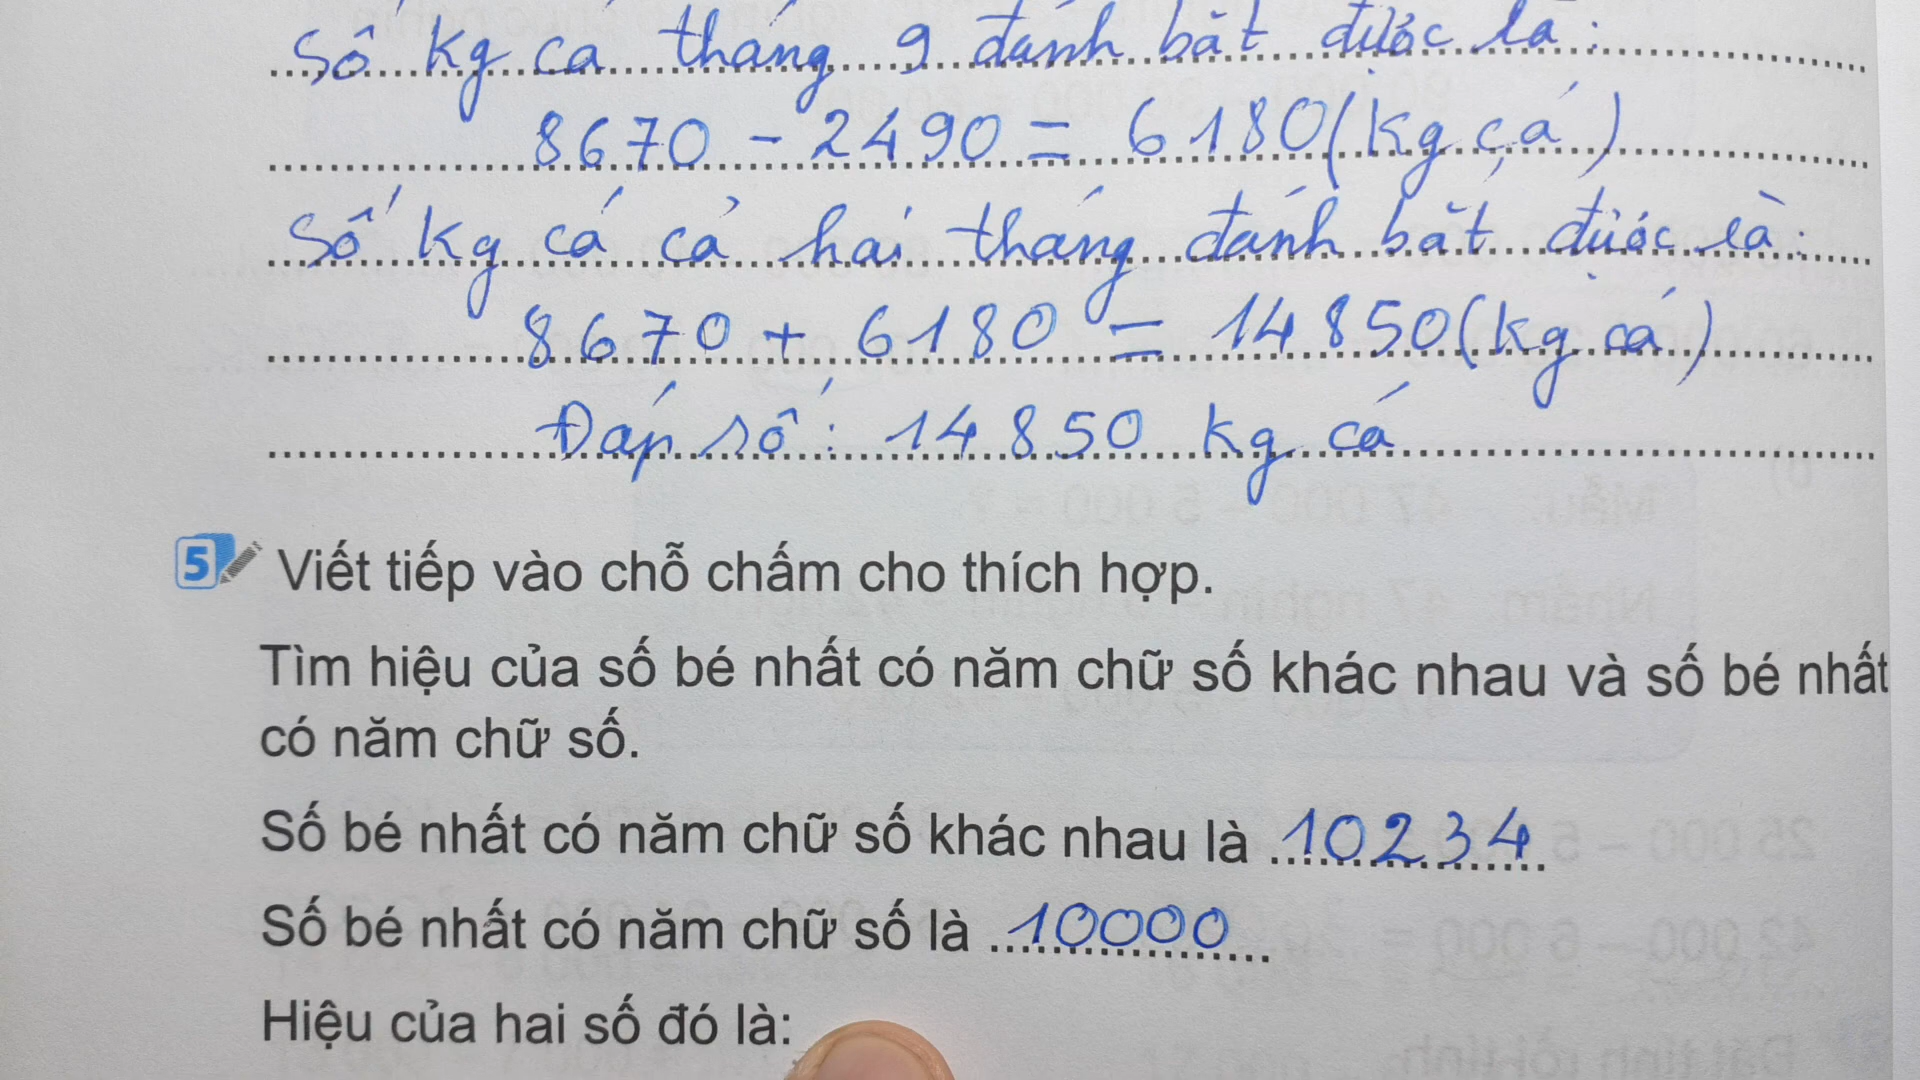 Số kg cá tháng 9 đánh bắt được là:
8670 - 2490 = 6180(kg cá)
Số kg cá cả hai tháng đánh bắt được là:
8670 + 6180 = 14850(kg cá)
Đáp số: 14850 kg cá
5 Viết tiếp vào chỗ chấm cho thích hợp.
Tìm hiệu của số bé nhất có năm chữ số khác nhau và số bé nhất
có năm chữ số.
Số bé nhất có năm chữ số khác nhau là 10234.
Số bé nhất có năm chữ số là 10000
Hiệu của hai số đó là: